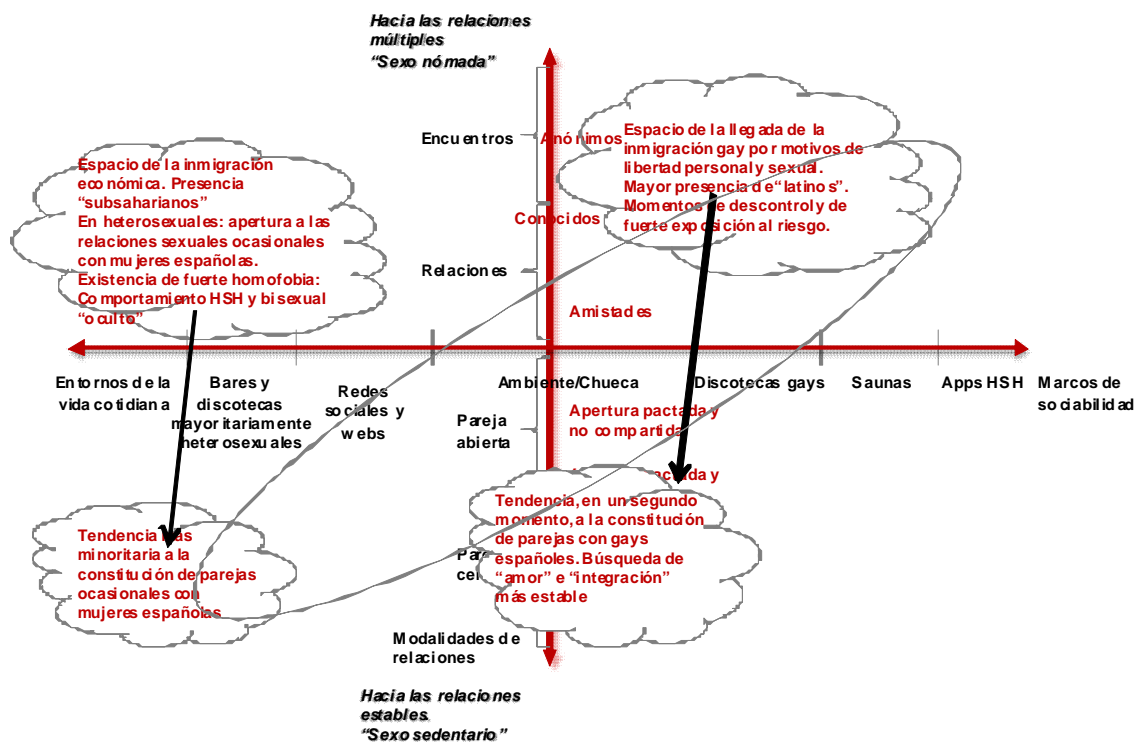 Hacia las relaciones
múltiples
“Sexo nómada”
Encuentros
Anónimos
Conocidos
Relaciones
Amistades
Espacio de la inmigración
económica. Presencia
“subsaharianos”
En heterosexuales: apertura a las
relaciones sexuales ocasionales
con mujeres españolas.
Existencia de fuerte homofobia:
Comportamiento HSH y bisexual
“oculto”
Espacio de la llegada de la
inmigración gay por motivos de
libertad personal y sexual.
Mayor presencia de “latinos”.
Momentos de descontrol y de
fuerte exposición al riesgo.
Entornos de la
vida cotidiana
Bares y
discotecas
mayoritariamente
heterosexuales
Redes
sociales y
webs
Ambiente/Chueca
Discotecas gays
Saunas
Apps HSH
Marcos de
sociabilidad
Pareja
abierta
Apertura pactada y
no compartida
y
Tendencia más
minoritaria a la
constitución de parejas
ocasionales con
mujeres españolas
Tendencia, en un segundo
momento, a la constitución
de parejas con gays
españoles. Búsqueda de
“amor” e “integración”
más estable
Modalidades de
relaciones
Hacia las relaciones
estables.
“Sexo sedentario”